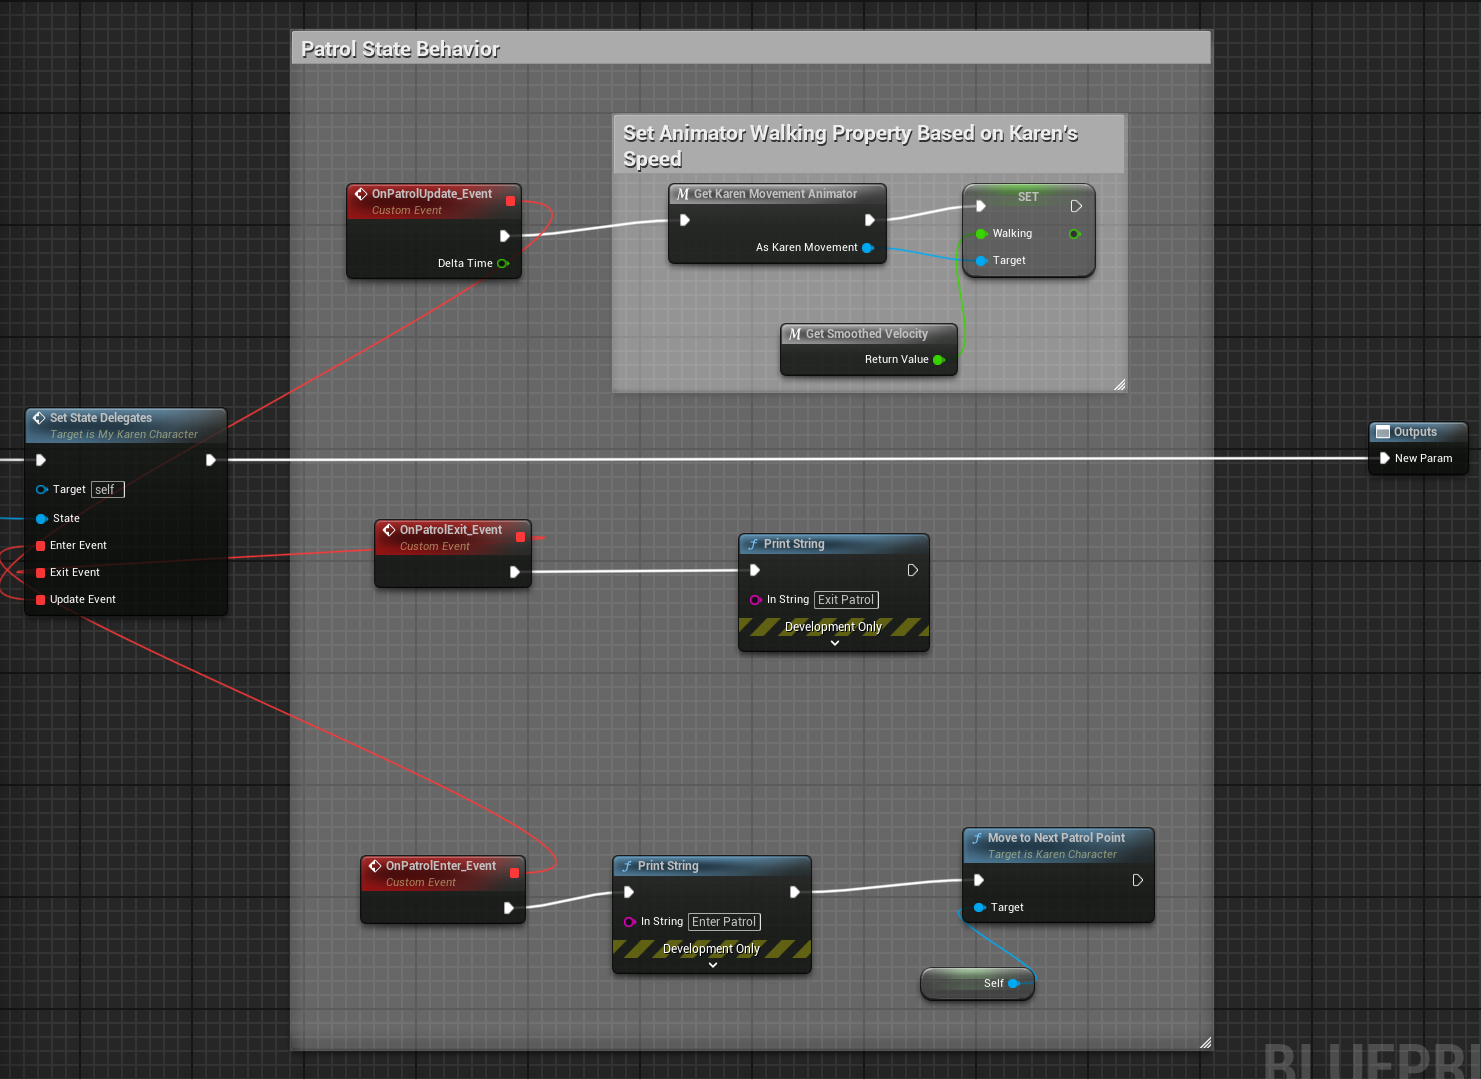 Patrol State Behavior
Set Animator Walking Property Based on Karen's
Speed
OnPatrolUpdate_Event
Custom Event
Delta Time
Get Karen Movement Animator
As Karen Movement
SET
Walking
Target
Get Smoothed Velocity
Return Value
Set State Delegates
Target is My Karen Character
Target self
State
Enter Event
Exit Event
Update Event
Outputs
New Param
OnPatrolExit_Event
Custom Event
Print String
In String Exit Patrol
Development Only
OnPatrolEnter_Event
Custom Event
Print String
In String Enter Patrol
Development Only
Move to Next Patrol Point
Target is Karen Character
Target
Self